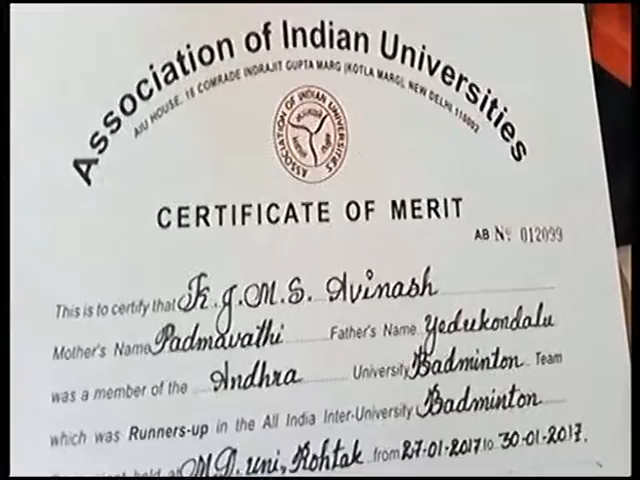 Association of Indian Universities
AIU HOUSE, 16 COMRADE INDRAJIT GUPTA MARG (KOTLA MARG), NEW DELHI, 110002
ASSOCIATION OF INDIAN UNIVERSITIES
CERTIFICATE OF MERIT
AB Nº 012099
This is to certify that K.J.M.S. Avinash
Mother's Name Padmavathi Father's Name Yedukondalu
was a member of the Andhra University Badminton Team
which was Runners-up in the All India Inter-University Badminton
held at M.D. uni, Rohtak from 27-01-2017 to 30-01-2017.